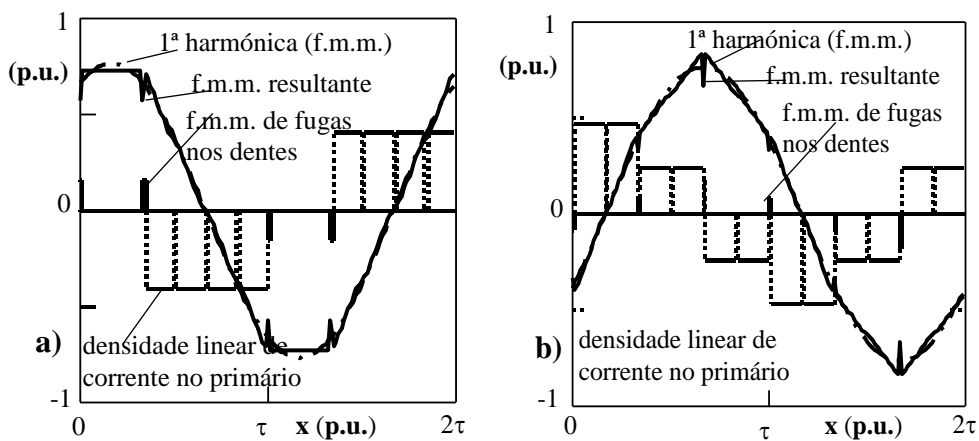 1
1ª harmónica (f.m.m.)
(p.u.)
f.m.m. resultante
f.m.m. de fugas
nos dentes
0
a)
densidade linear de
corrente no primário
-1
0
τ
x (p.u.)
2τ
1
1ª harmónica (f.m.)
(p.u.)
f.m.m. resultante
f.m.m. de fugas
nos dentes
0
b)
densidade linear de
corrente no primário
-1
0
τ
x (p.u.)
2τ